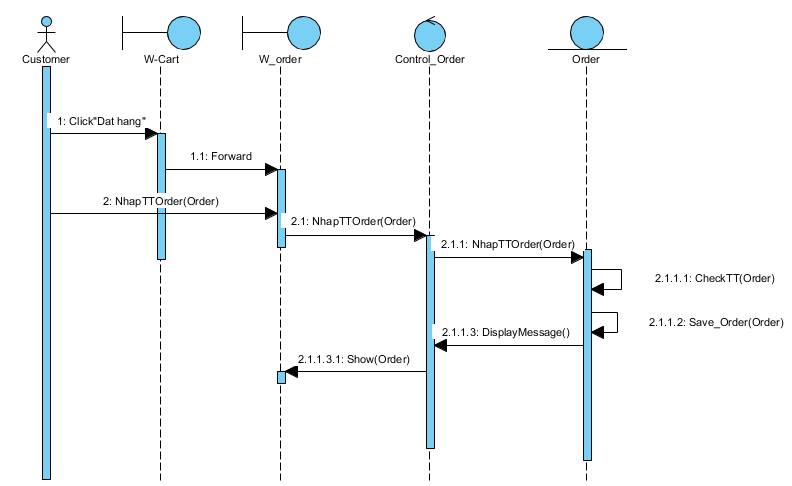 Customer
W-Cart
W_order
Control_Order
Order
1: Click"Dat hang"
1.1: Forward
2: NhapTTOrder(Order)
2.1: NhapTTOrder(Order)
2.1.1: NhapTTOrder(Order)
2.1.1.1: CheckTT(Order)
2.1.1.2: Save_Order(Order)
2.1.1.3: DisplayMessage()
2.1.1.3.1: Show(Order)